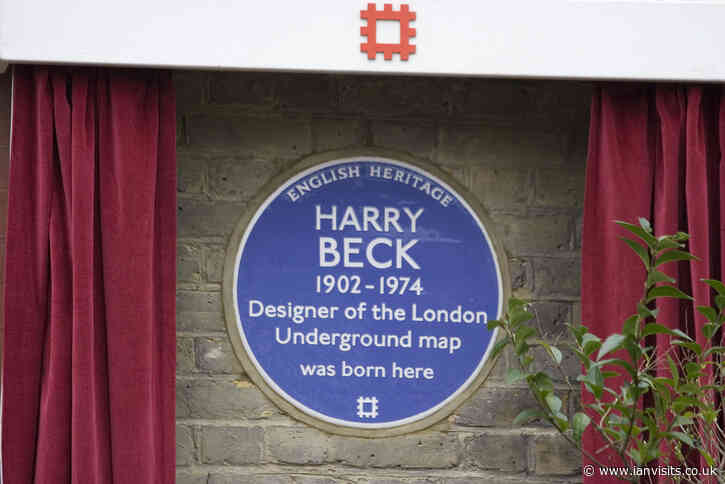 ENGLISH HERITAGE
HARRY
BECK
1902-1974
Designer of the London
Underground map
was born here
© www.ianvisits.co.uk